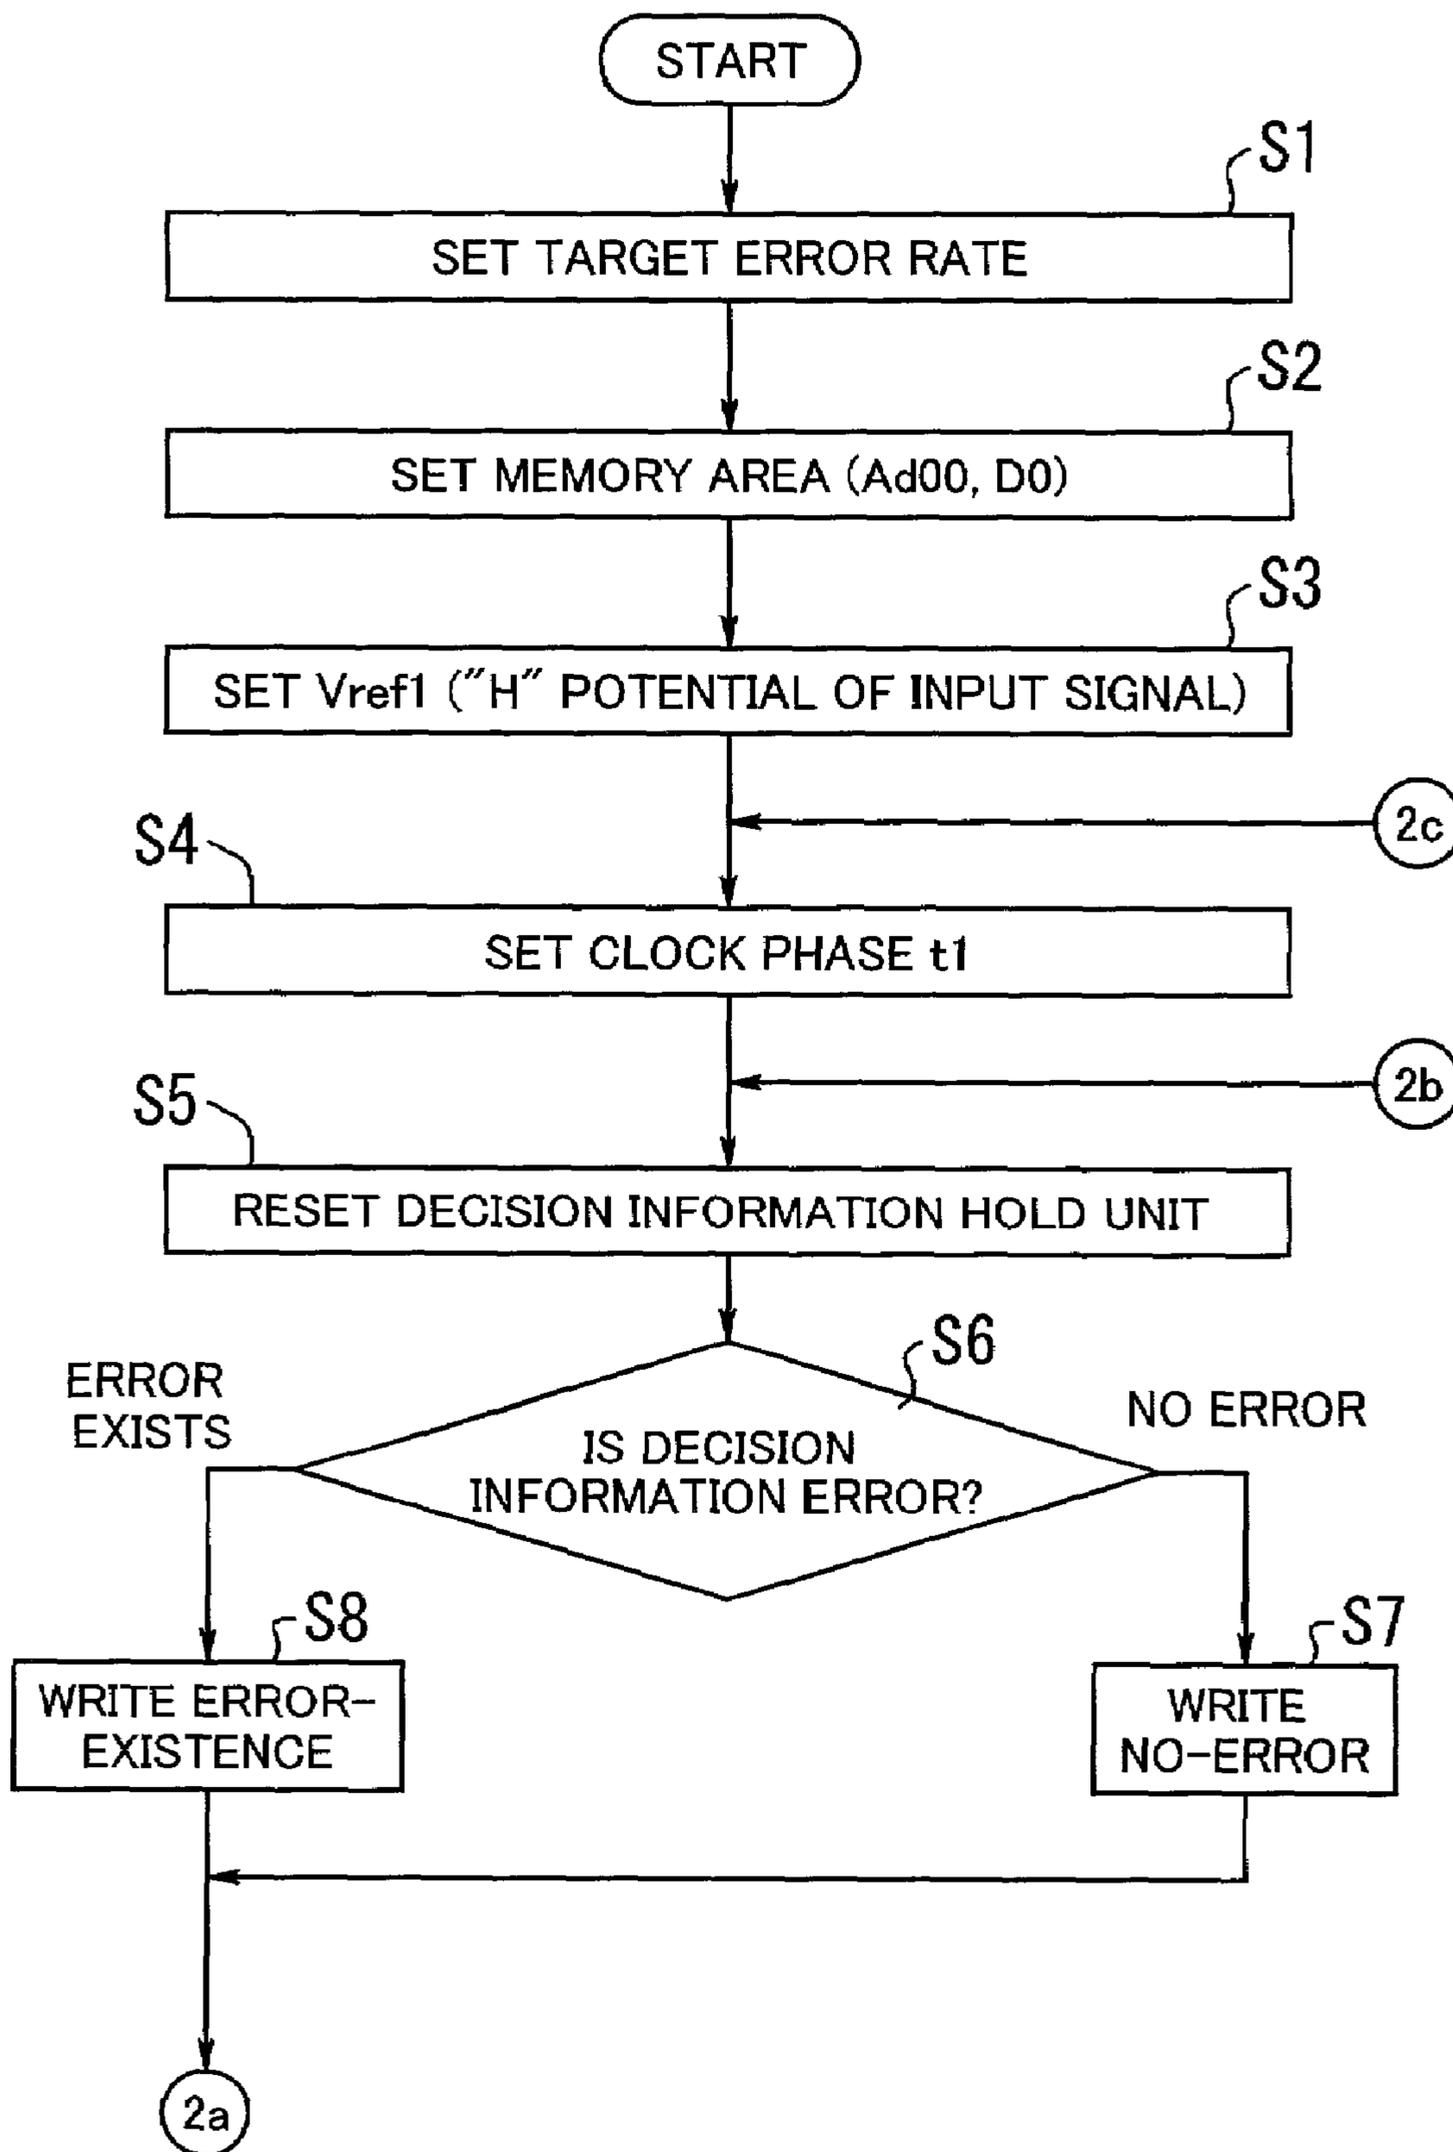 START
S1
SET TARGET ERROR RATE
S2
SET MEMORY AREA (Ad00, D0)
S3
SET Vref1 ("H" POTENTIAL OF INPUT SIGNAL)
2c
S4
SET CLOCK PHASE t1
2b
S5
RESET DECISION INFORMATION HOLD UNIT
S6
ERROR
EXISTS
NO ERROR
IS DECISION
INFORMATION ERROR?
S8
WRITE ERROR-
EXISTENCE
S7
WRITE
NO-ERROR
2a